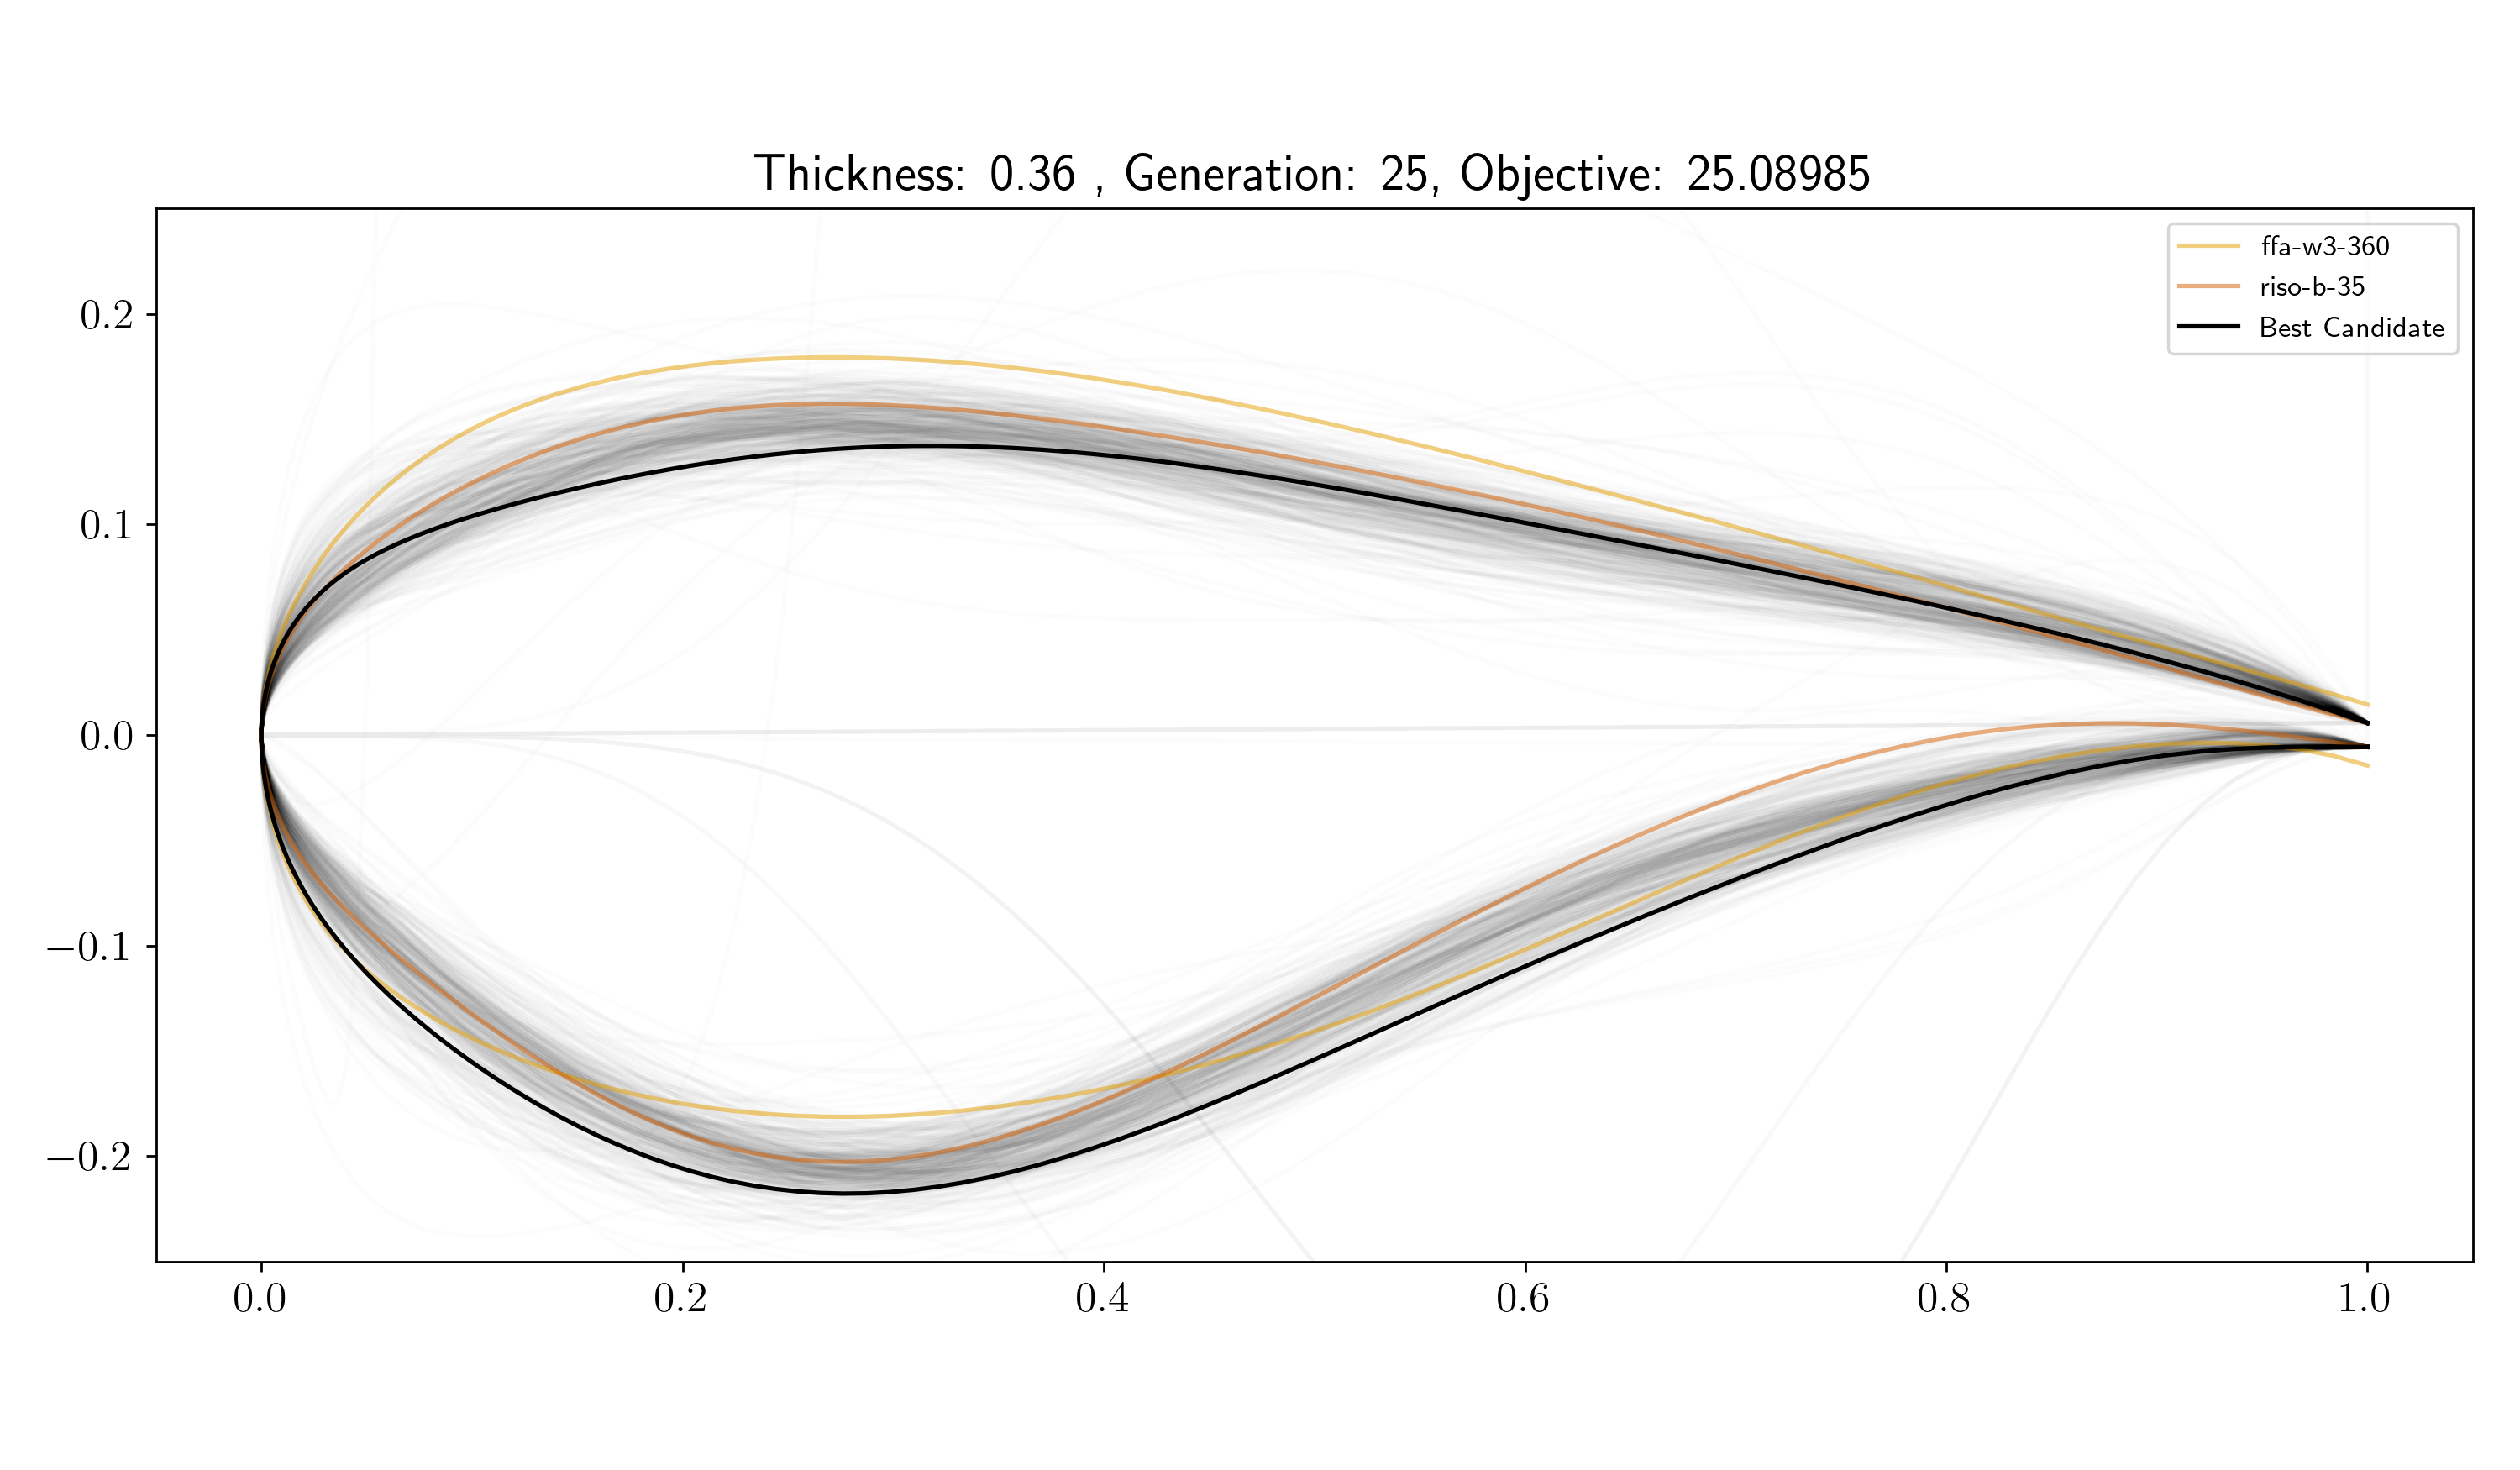 Thickness: 0.36 , Generation: 25, Objective: 25.08985
ffa-w3-360
riso-b-35
Best Candidate
0.2
0.1
0.0
−0.1
−0.2
0.0 0.2 0.4 0.6 0.8 1.0